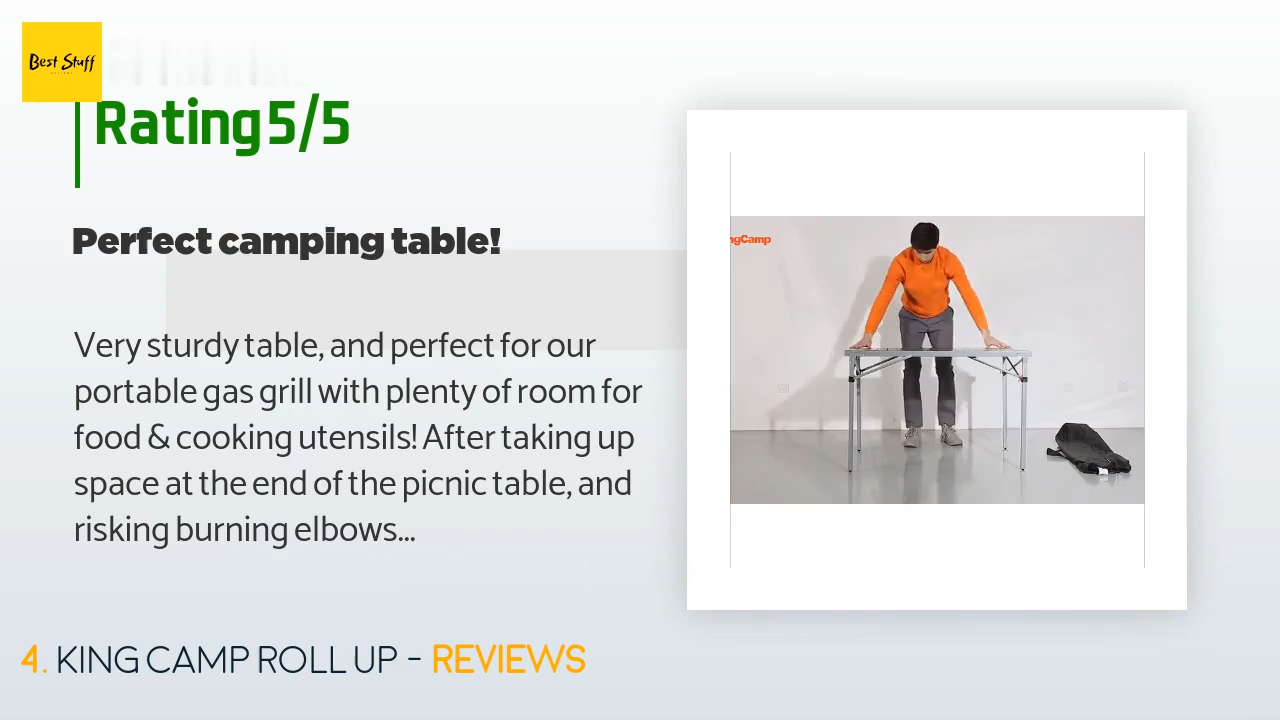 Best Stuff
Rating 5/5
Perfect camping table!
Very sturdy table, and perfect for our
portable gas grill with plenty of room for
food & cooking utensils! After taking up
space at the end of the picnic table, and
risking burning elbows...
ngCamp
4. KING CAMP ROLL UP - REVIEWS